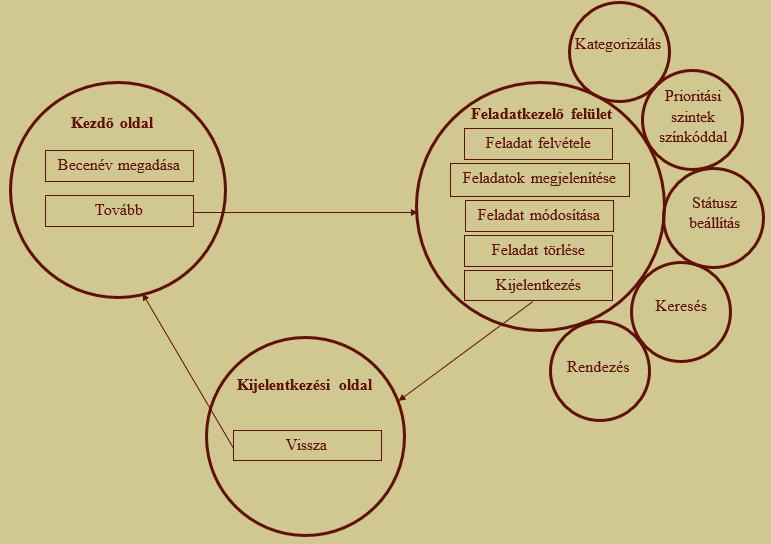 Kezdő oldal
Becenév megadása
Tovább
Feladatkezelő felület
Feladat felvétele
Feladatok megjelenítése
Feladat módosítása
Feladat törlése
Kijelentkezés
Kategorizálás
Prioritási
szintek
színkóddal
Státusz
beállítás
Keresés
Rendezés
Kijelentkezési oldal
Vissza